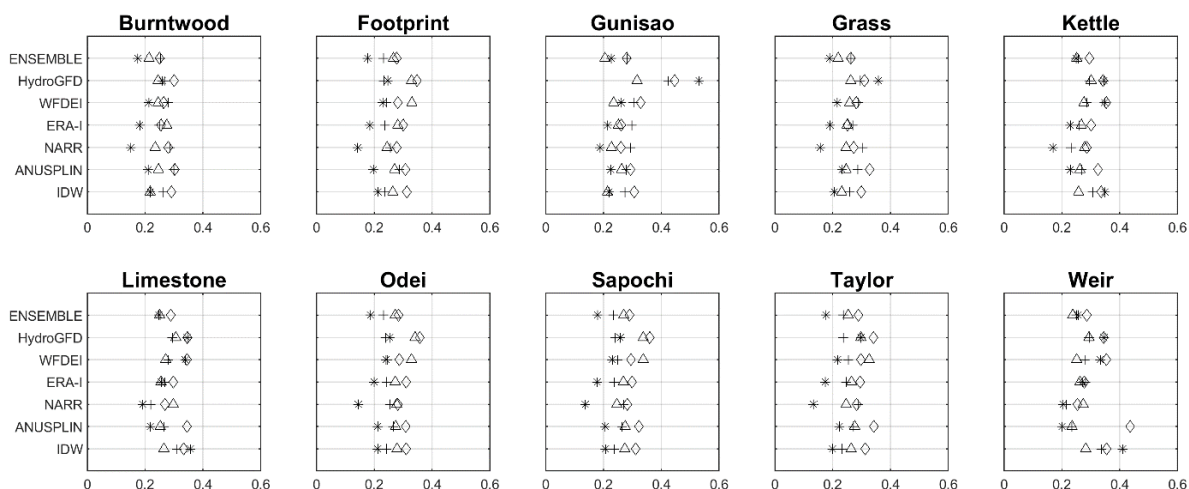 Burntwood Footprint Gunisao Grass Kettle
ENSEMBLE
HydroGFD
WFDEI
ERA-I
NARR
ANUSPLIN
IDW
0 0.2 0.4 0.6 0 0.2 0.4 0.6 0 0.2 0.4 0.6 0 0.2 0.4 0.6 0 0.2 0.4 0.6
Limestone Odei Sapochi Taylor Weir
ENSEMBLE
HydroGFD
WFDEI
ERA-I
NARR
ANUSPLIN
IDW
0 0.2 0.4 0.6 0 0.2 0.4 0.6 0 0.2 0.4 0.6 0 0.2 0.4 0.6 0 0.2 0.4 0.6